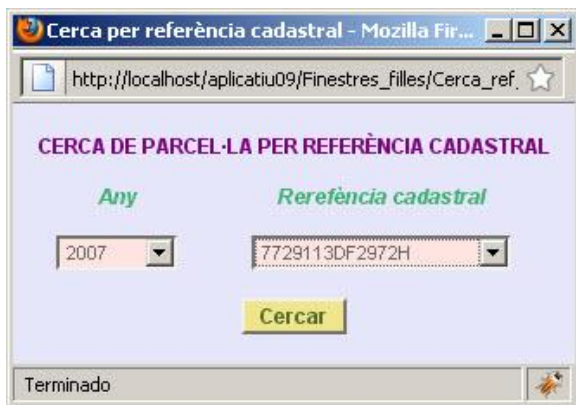 Cerca per referència cadastral - Mozilla Fir...
http://localhost/aplicatiu09/Finestres_filles/Cerca_ref_
CERCA DE PARCEL·LA PER REFERÈNCIA CADASTRAL
Any Rerefència cadastral
2007 7729113DF2972H
Cercar
Terminado